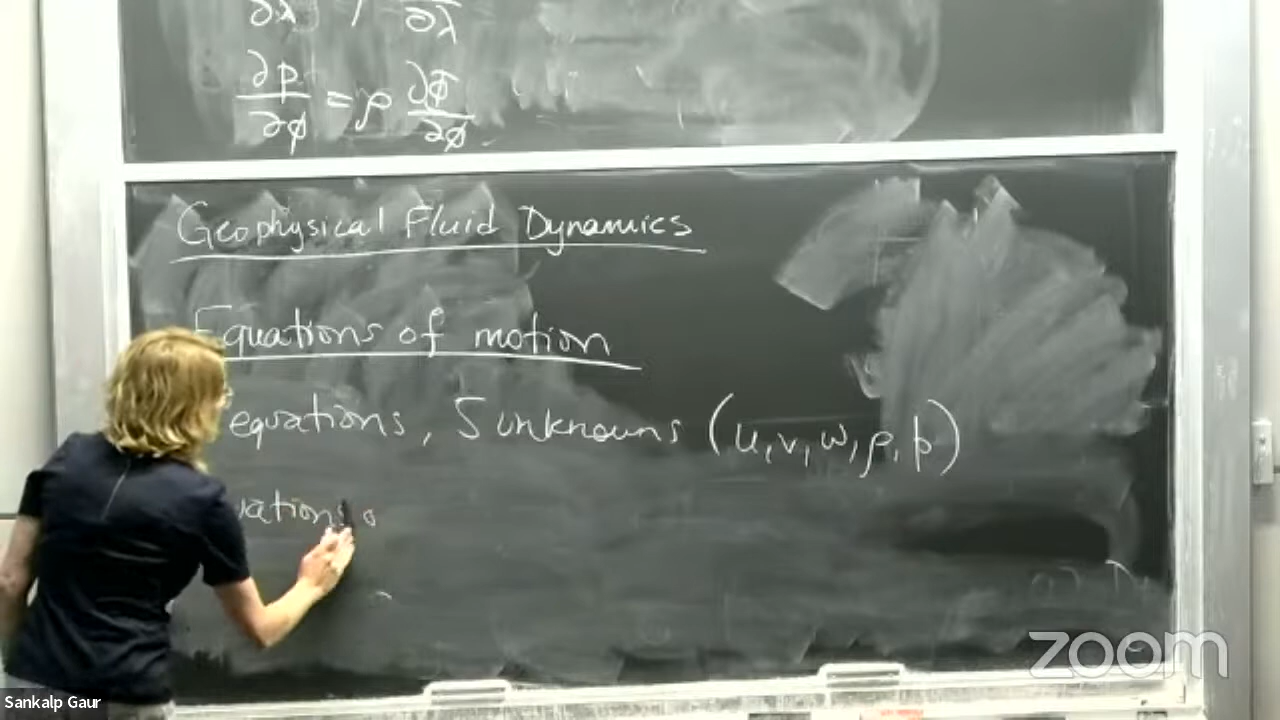 ∂λ / ∂λ
∂p/∂ϕ = ρ ∂Φ/∂ϕ
Geophysical Fluid Dynamics
Equations of motion
equations, 5 unknowns (u, v, w, ρ, p)
uations o
zoom
Sankalp Gaur